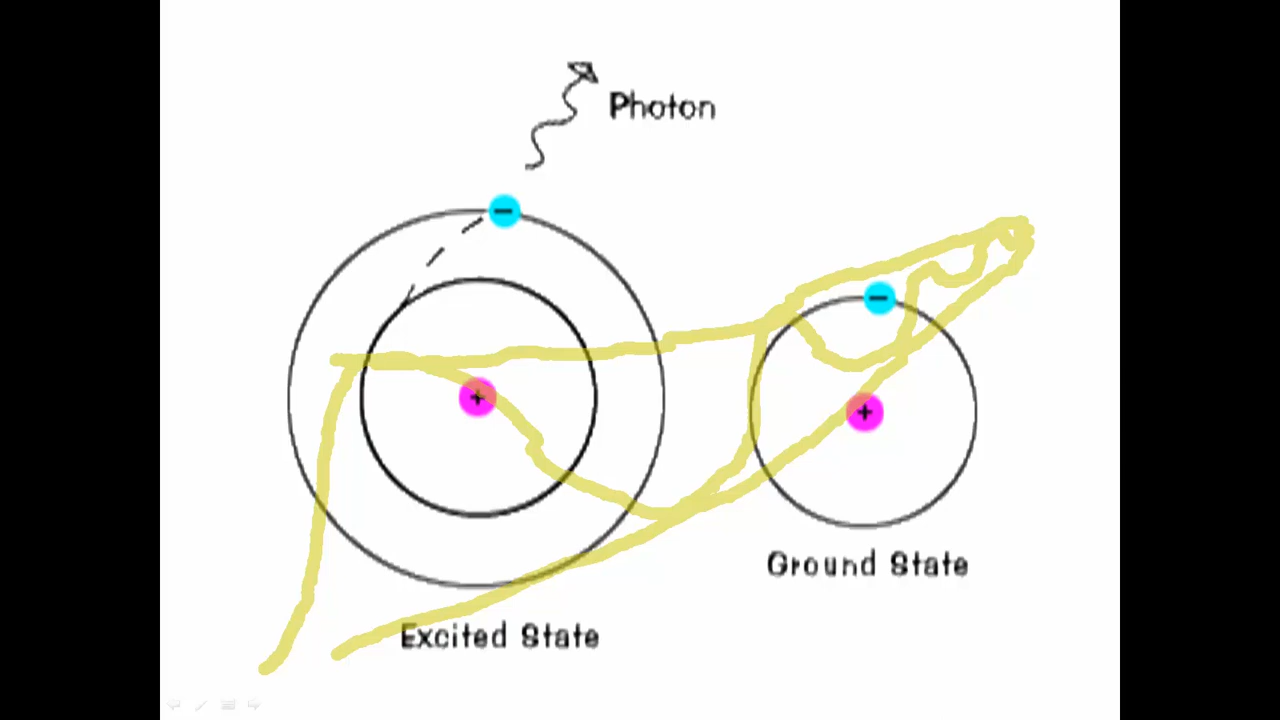 Photon
−
−
+
+
Ground State
Excited State